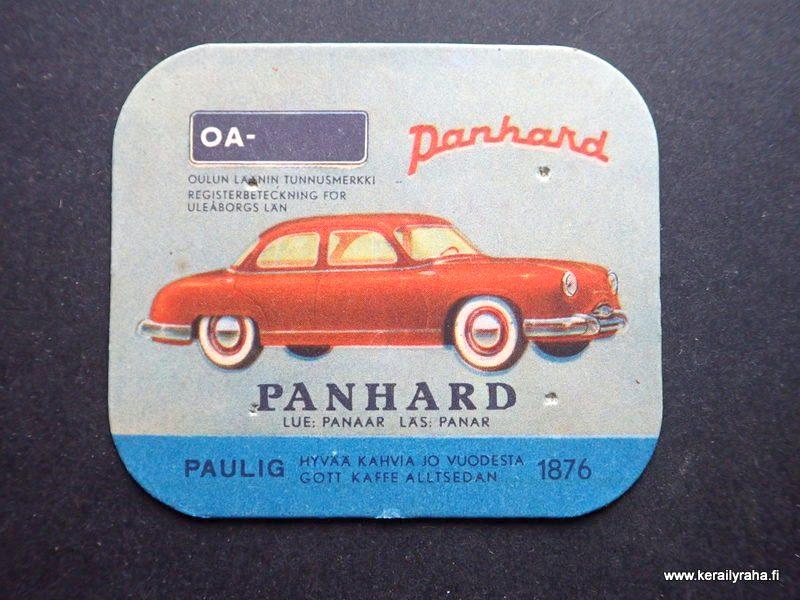 OA-
Panhard
OULUN LÄÄNIN TUNNUSMERKKI
REGISTERBETECKNING FÖR
ULEÅBORGS LÄN
PANHARD
LUE: PANAAR LÄS: PANAR
PAULIG HYVÄÄ KAHVIA JO VUODESTA 1876
GOTT KAFFE ALLTSEDAN
www.kerailyraha.fi